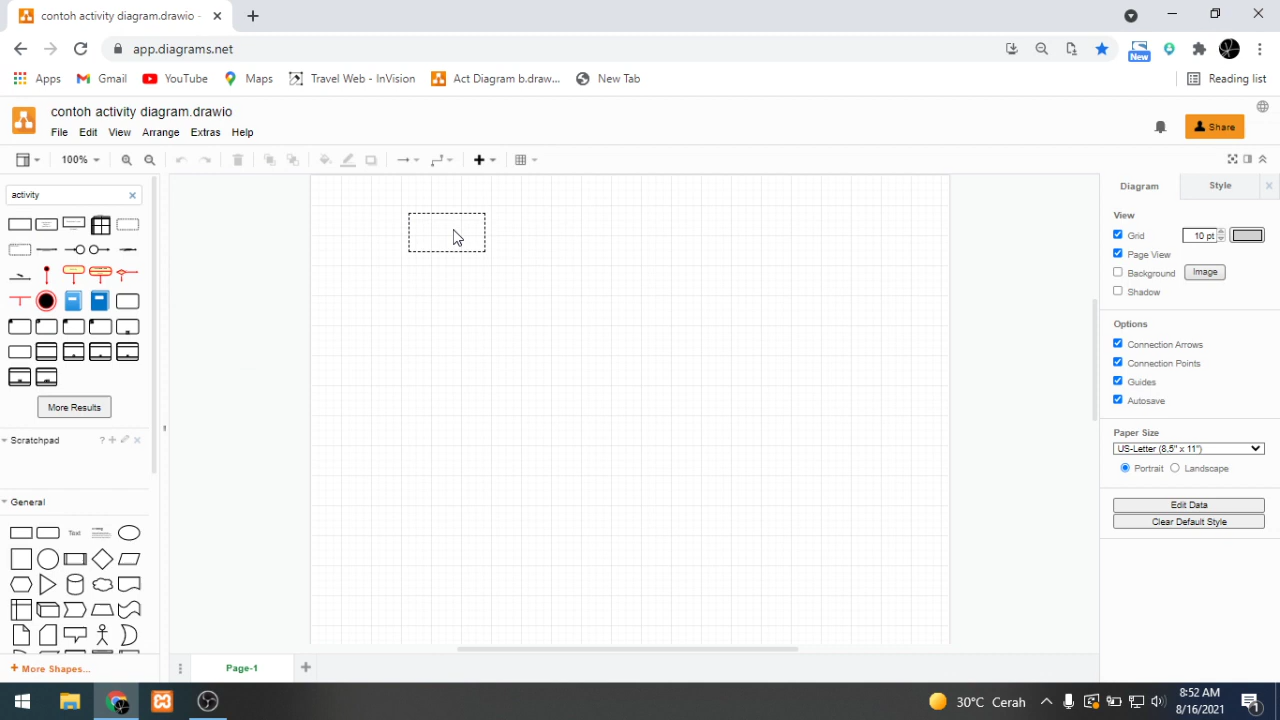 contoh activity diagram.drawio -
app.diagrams.net
New
Apps
Gmail
YouTube
Maps
Travel Web - InVision
Act Diagram b.draw...
New Tab
Reading list
contoh activity diagram.drawio
File Edit View Arrange Extras Help
Share
100%
activity
More Results
Scratchpad
?
General
Text
+ More Shapes...
Page-1
Diagram
Style
View
Grid
10 pt
Page View
Background
Image
Shadow
Options
Connection Arrows
Connection Points
Guides
Autosave
Paper Size
US-Letter (8.5" x 11")
Portrait
Landscape
Edit Data
Clear Default Style
30°C Cerah
8:52 AM
8/16/2021
1